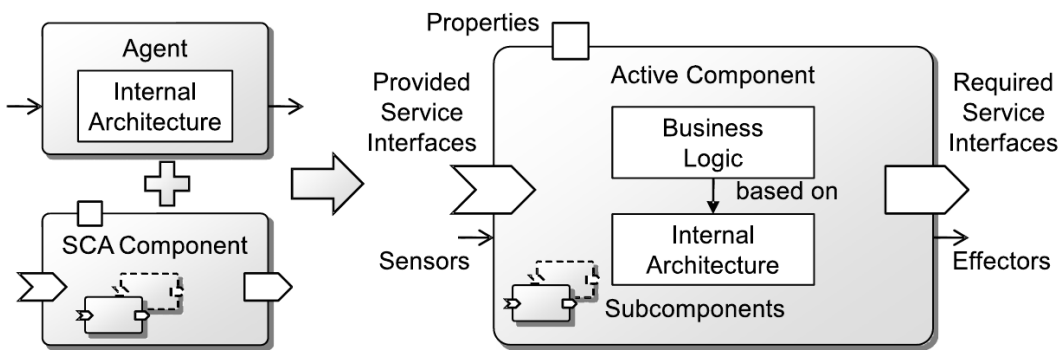 Agent
Internal
Architecture
SCA Component
Properties
Provided
Service
Interfaces
Sensors
Active Component
Business
Logic
based on
Internal
Architecture
Subcomponents
Required
Service
Interfaces
Effectors